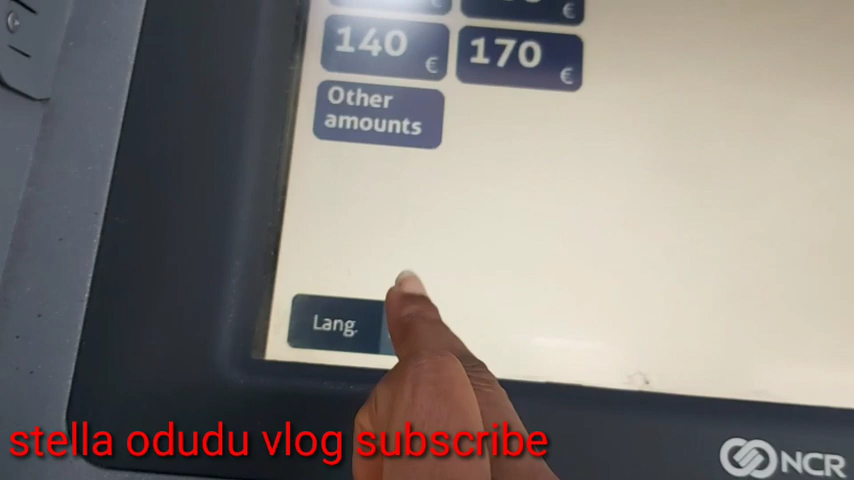 140 €
170 €
Other
amounts
Lang.
stella odudu vlog subscribe
NCR